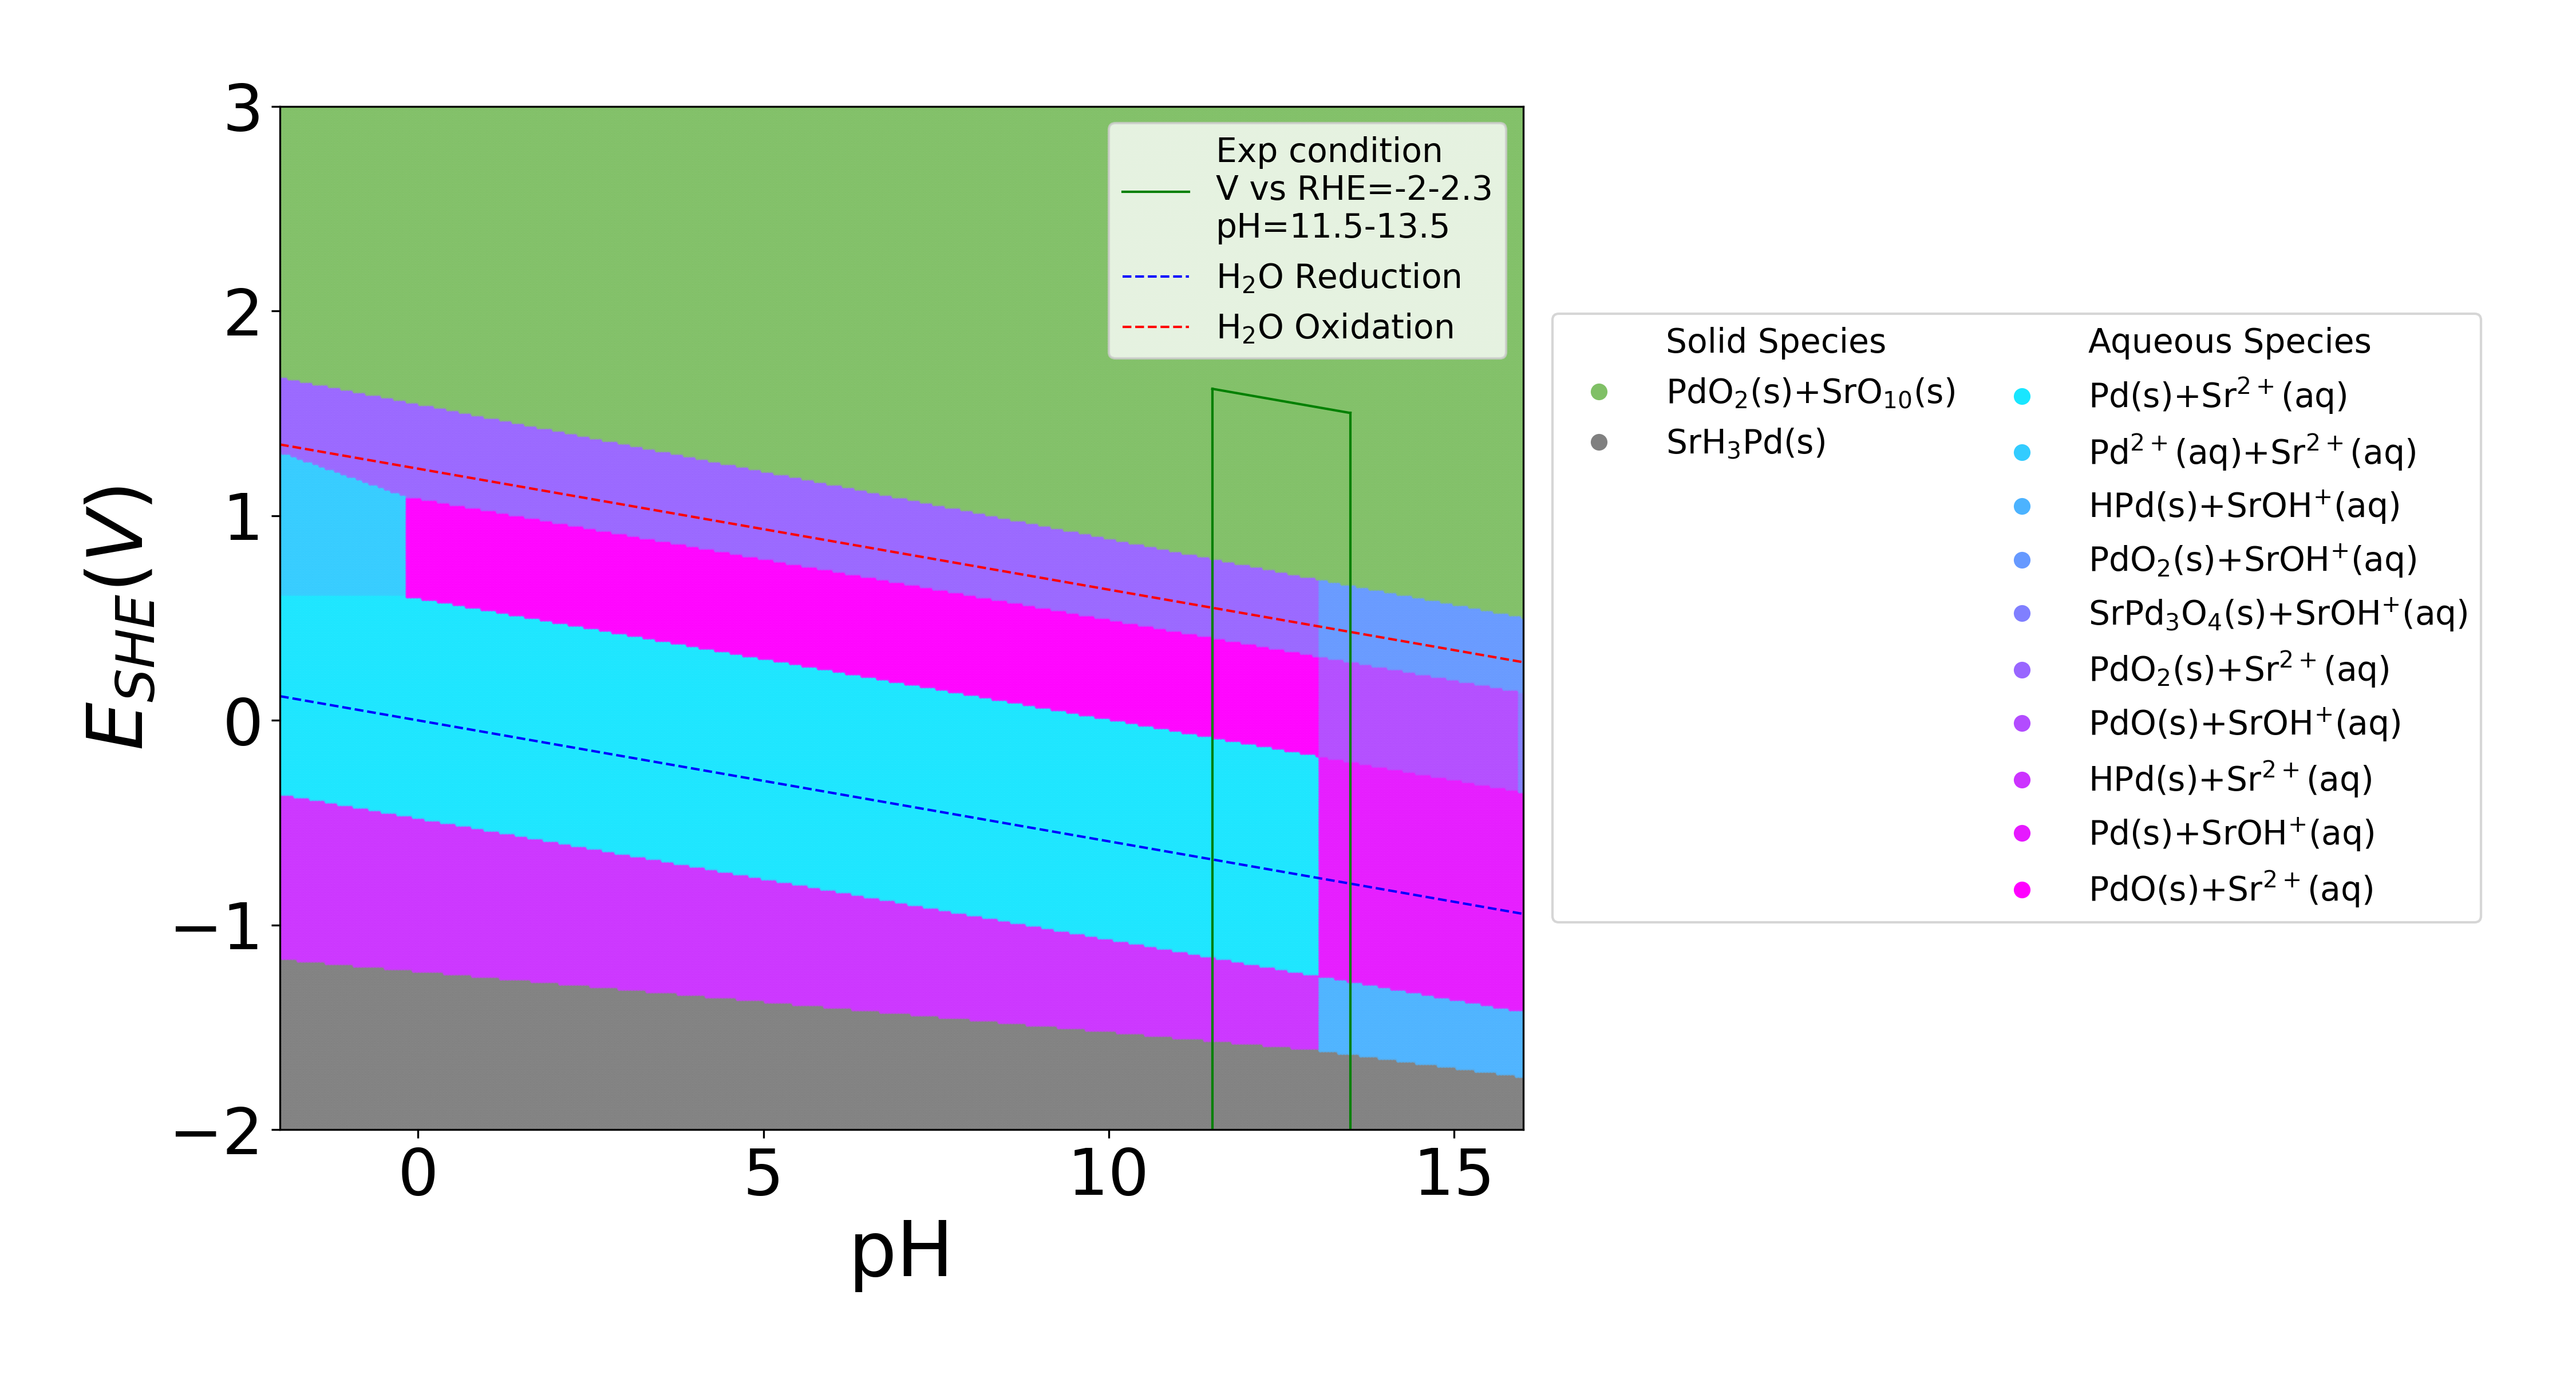 3
2
1
0
−1
−2
E_SHE(V)
0
5
10
15
pH
Exp condition
V vs RHE=-2-2.3
pH=11.5-13.5
H₂O Reduction
H₂O Oxidation
Solid Species
PdO₂(s)+SrO₁₀(s)
SrH₃Pd(s)
Aqueous Species
Pd(s)+Sr²⁺(aq)
Pd²⁺(aq)+Sr²⁺(aq)
HPd(s)+SrOH⁺(aq)
PdO₂(s)+SrOH⁺(aq)
SrPd₃O₄(s)+SrOH⁺(aq)
PdO₂(s)+Sr²⁺(aq)
PdO(s)+SrOH⁺(aq)
HPd(s)+Sr²⁺(aq)
Pd(s)+SrOH⁺(aq)
PdO(s)+Sr²⁺(aq)